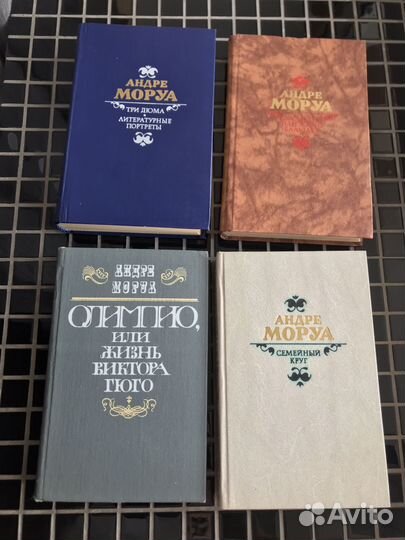 АНДРЕ
МОРУА
ТРИ ДЮМА
ЛИТЕРАТУРНЫЕ
ПОРТРЕТЫ
АНДРЕ
МОРУА
АНДРЕ
МОРУА
ОЛИМПИО,
ИЛИ
ЖИЗНЬ
ВИКТОРА
ГЮГО
АНДРЕ
МОРУА
СЕМЕЙНЫЙ
КРУГ
Avito